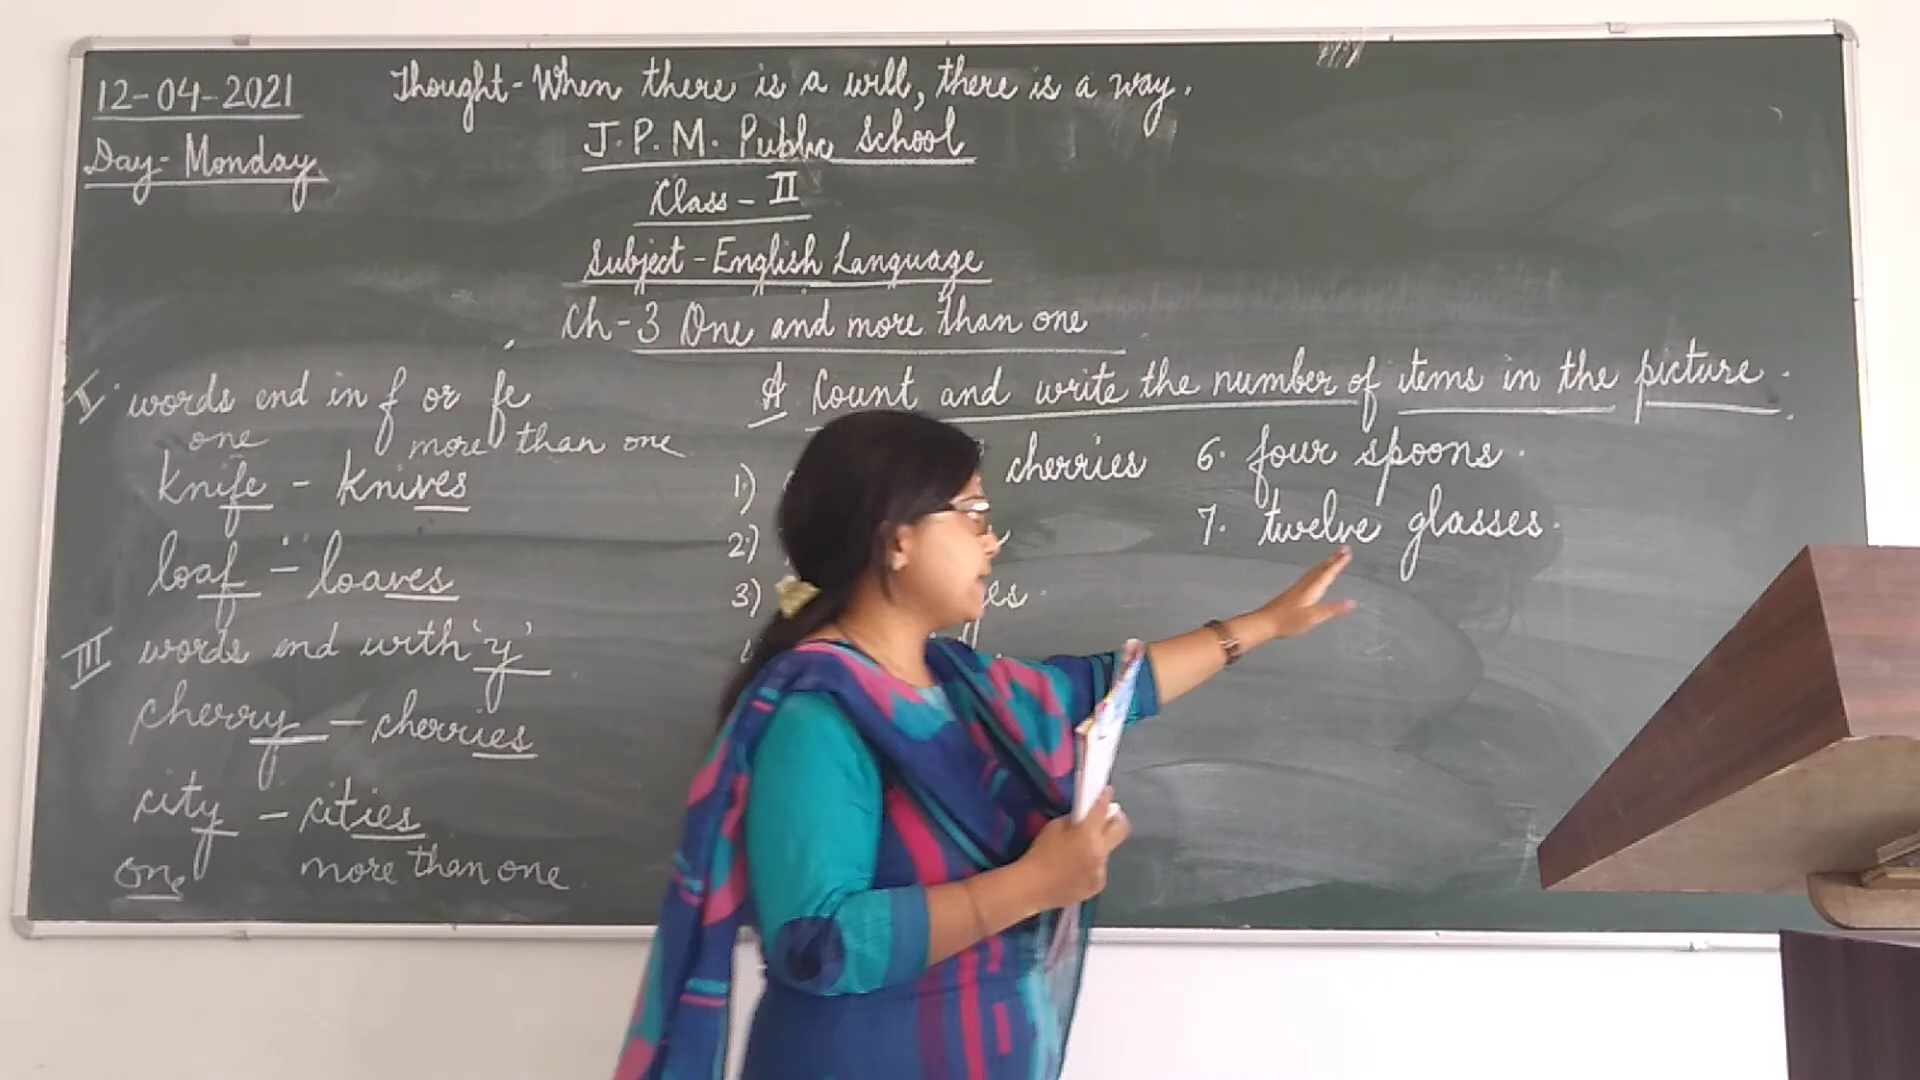 12-04-2021
Thought- When there is a will, there is a way.
Day- Monday
J.P.M. Public School
Class - II
Subject - English Language
Ch-3 One and more than one
II. words end in f or fe
one more than one
knife - knives
loaf - loaves
III words end with 'y'
cherry - cherries
city - cities
one more than one
A Count and write the number of items in the picture.
1) cherries
2)
3)
6. four spoons.
7. twelve glasses.